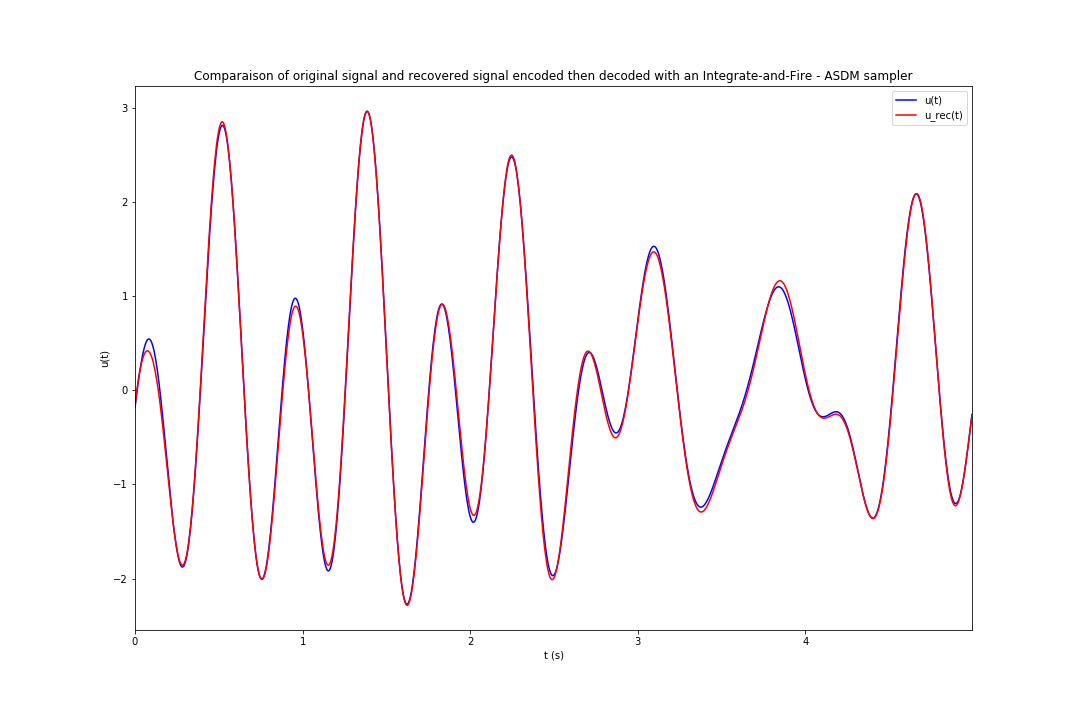 Comparaison of original signal and recovered signal encoded then decoded with an Integrate-and-Fire - ASDM sampler
u(t)
u_rec(t)
3
2
1
0
−1
−2
u(t)
0
1
2
3
4
t (s)